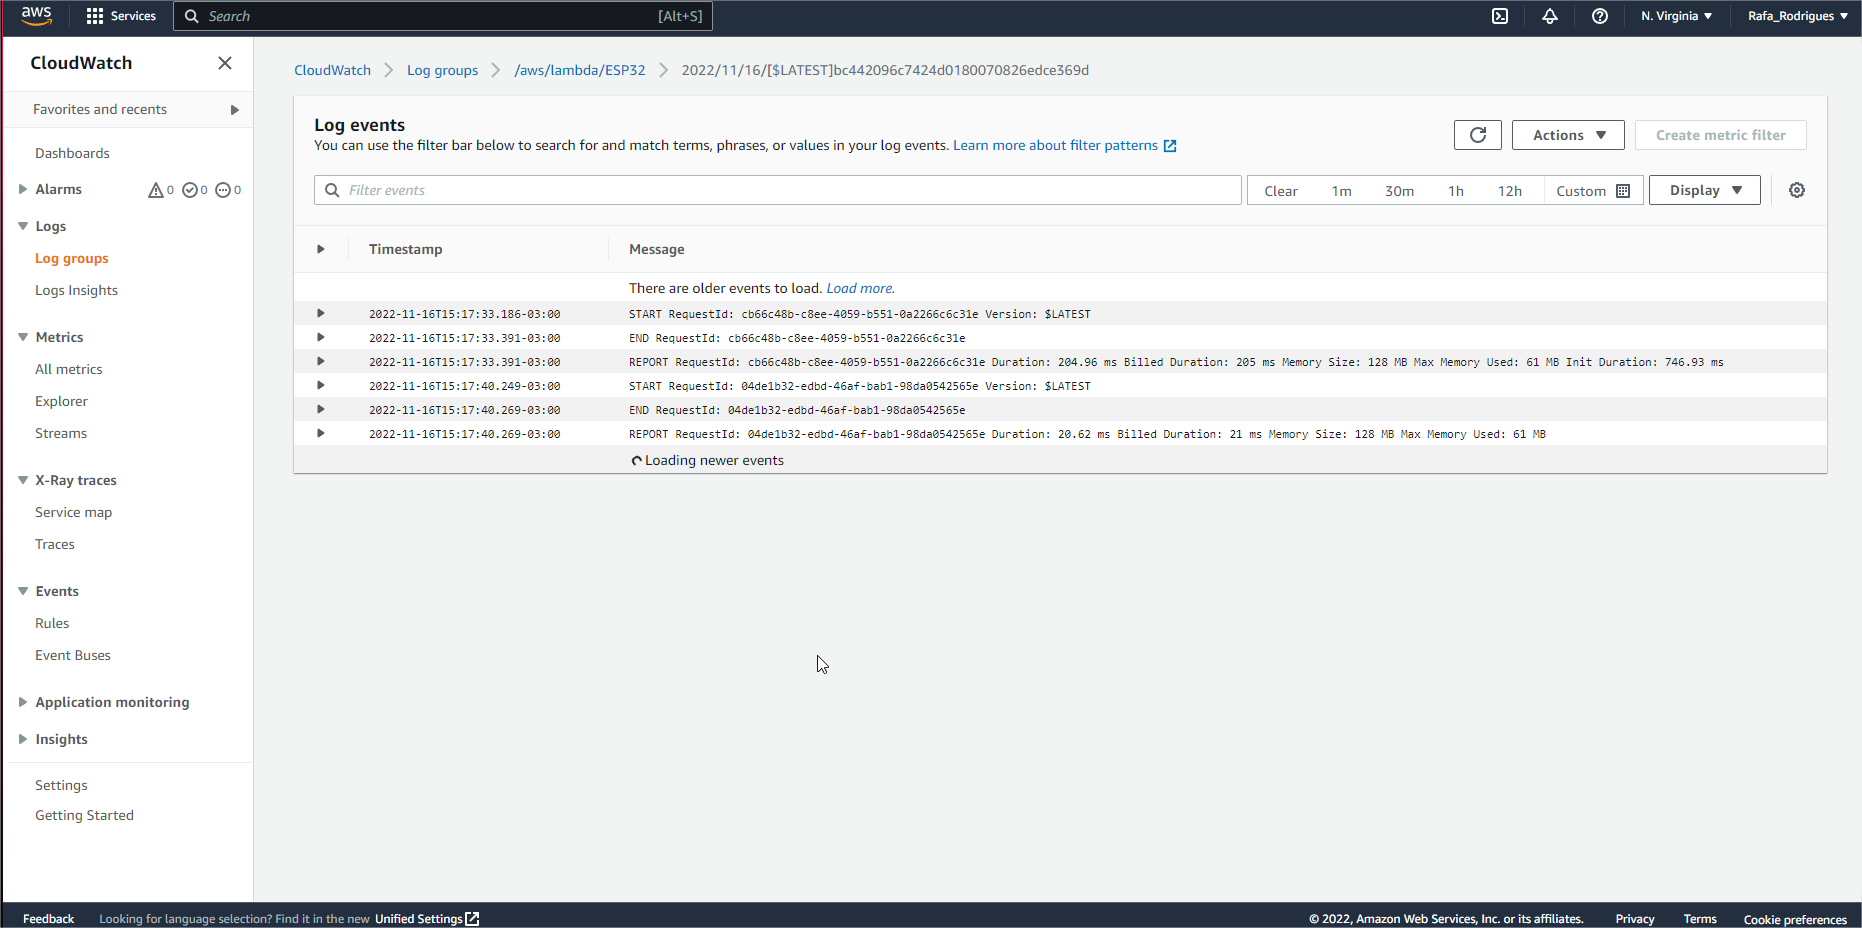 aws Services Search [Alt+S] N. Virginia Rafa_Rodrigues
CloudWatch
Favorites and recents
Dashboards
Alarms 0 0 0
Logs
Log groups
Logs Insights
Metrics
All metrics
Explorer
Streams
X-Ray traces
Service map
Traces
Events
Rules
Event Buses
Application monitoring
Insights
Settings
Getting Started
CloudWatch Log groups /aws/lambda/ESP32 2022/11/16/[$LATEST]bc442096c7424d0180070826edce369d
Log events
You can use the filter bar below to search for and match terms, phrases, or values in your log events. Learn more about filter patterns
Actions Create metric filter
Filter events Clear 1m 30m 1h 12h Custom Display
Timestamp Message
There are older events to load. Load more.
2022-11-16T15:17:33.186-03:00 START RequestId: cb66c48b-c8ee-4059-b551-0a2266c6c31e Version: $LATEST
2022-11-16T15:17:33.391-03:00 END RequestId: cb66c48b-c8ee-4059-b551-0a2266c6c31e
2022-11-16T15:17:33.391-03:00 REPORT RequestId: cb66c48b-c8ee-4059-b551-0a2266c6c31e Duration: 204.96 ms Billed Duration: 205 ms Memory Size: 128 MB Max Memory Used: 61 MB Init Duration: 746.93 ms
2022-11-16T15:17:40.249-03:00 START RequestId: 04de1b32-edbd-46af-bab1-98da0542565e Version: $LATEST
2022-11-16T15:17:40.269-03:00 END RequestId: 04de1b32-edbd-46af-bab1-98da0542565e
2022-11-16T15:17:40.269-03:00 REPORT RequestId: 04de1b32-edbd-46af-bab1-98da0542565e Duration: 20.62 ms Billed Duration: 21 ms Memory Size: 128 MB Max Memory Used: 61 MB
Loading newer events
Feedback Looking for language selection? Find it in the new Unified Settings © 2022, Amazon Web Services, Inc. or its affiliates. Privacy Terms Cookie preferences